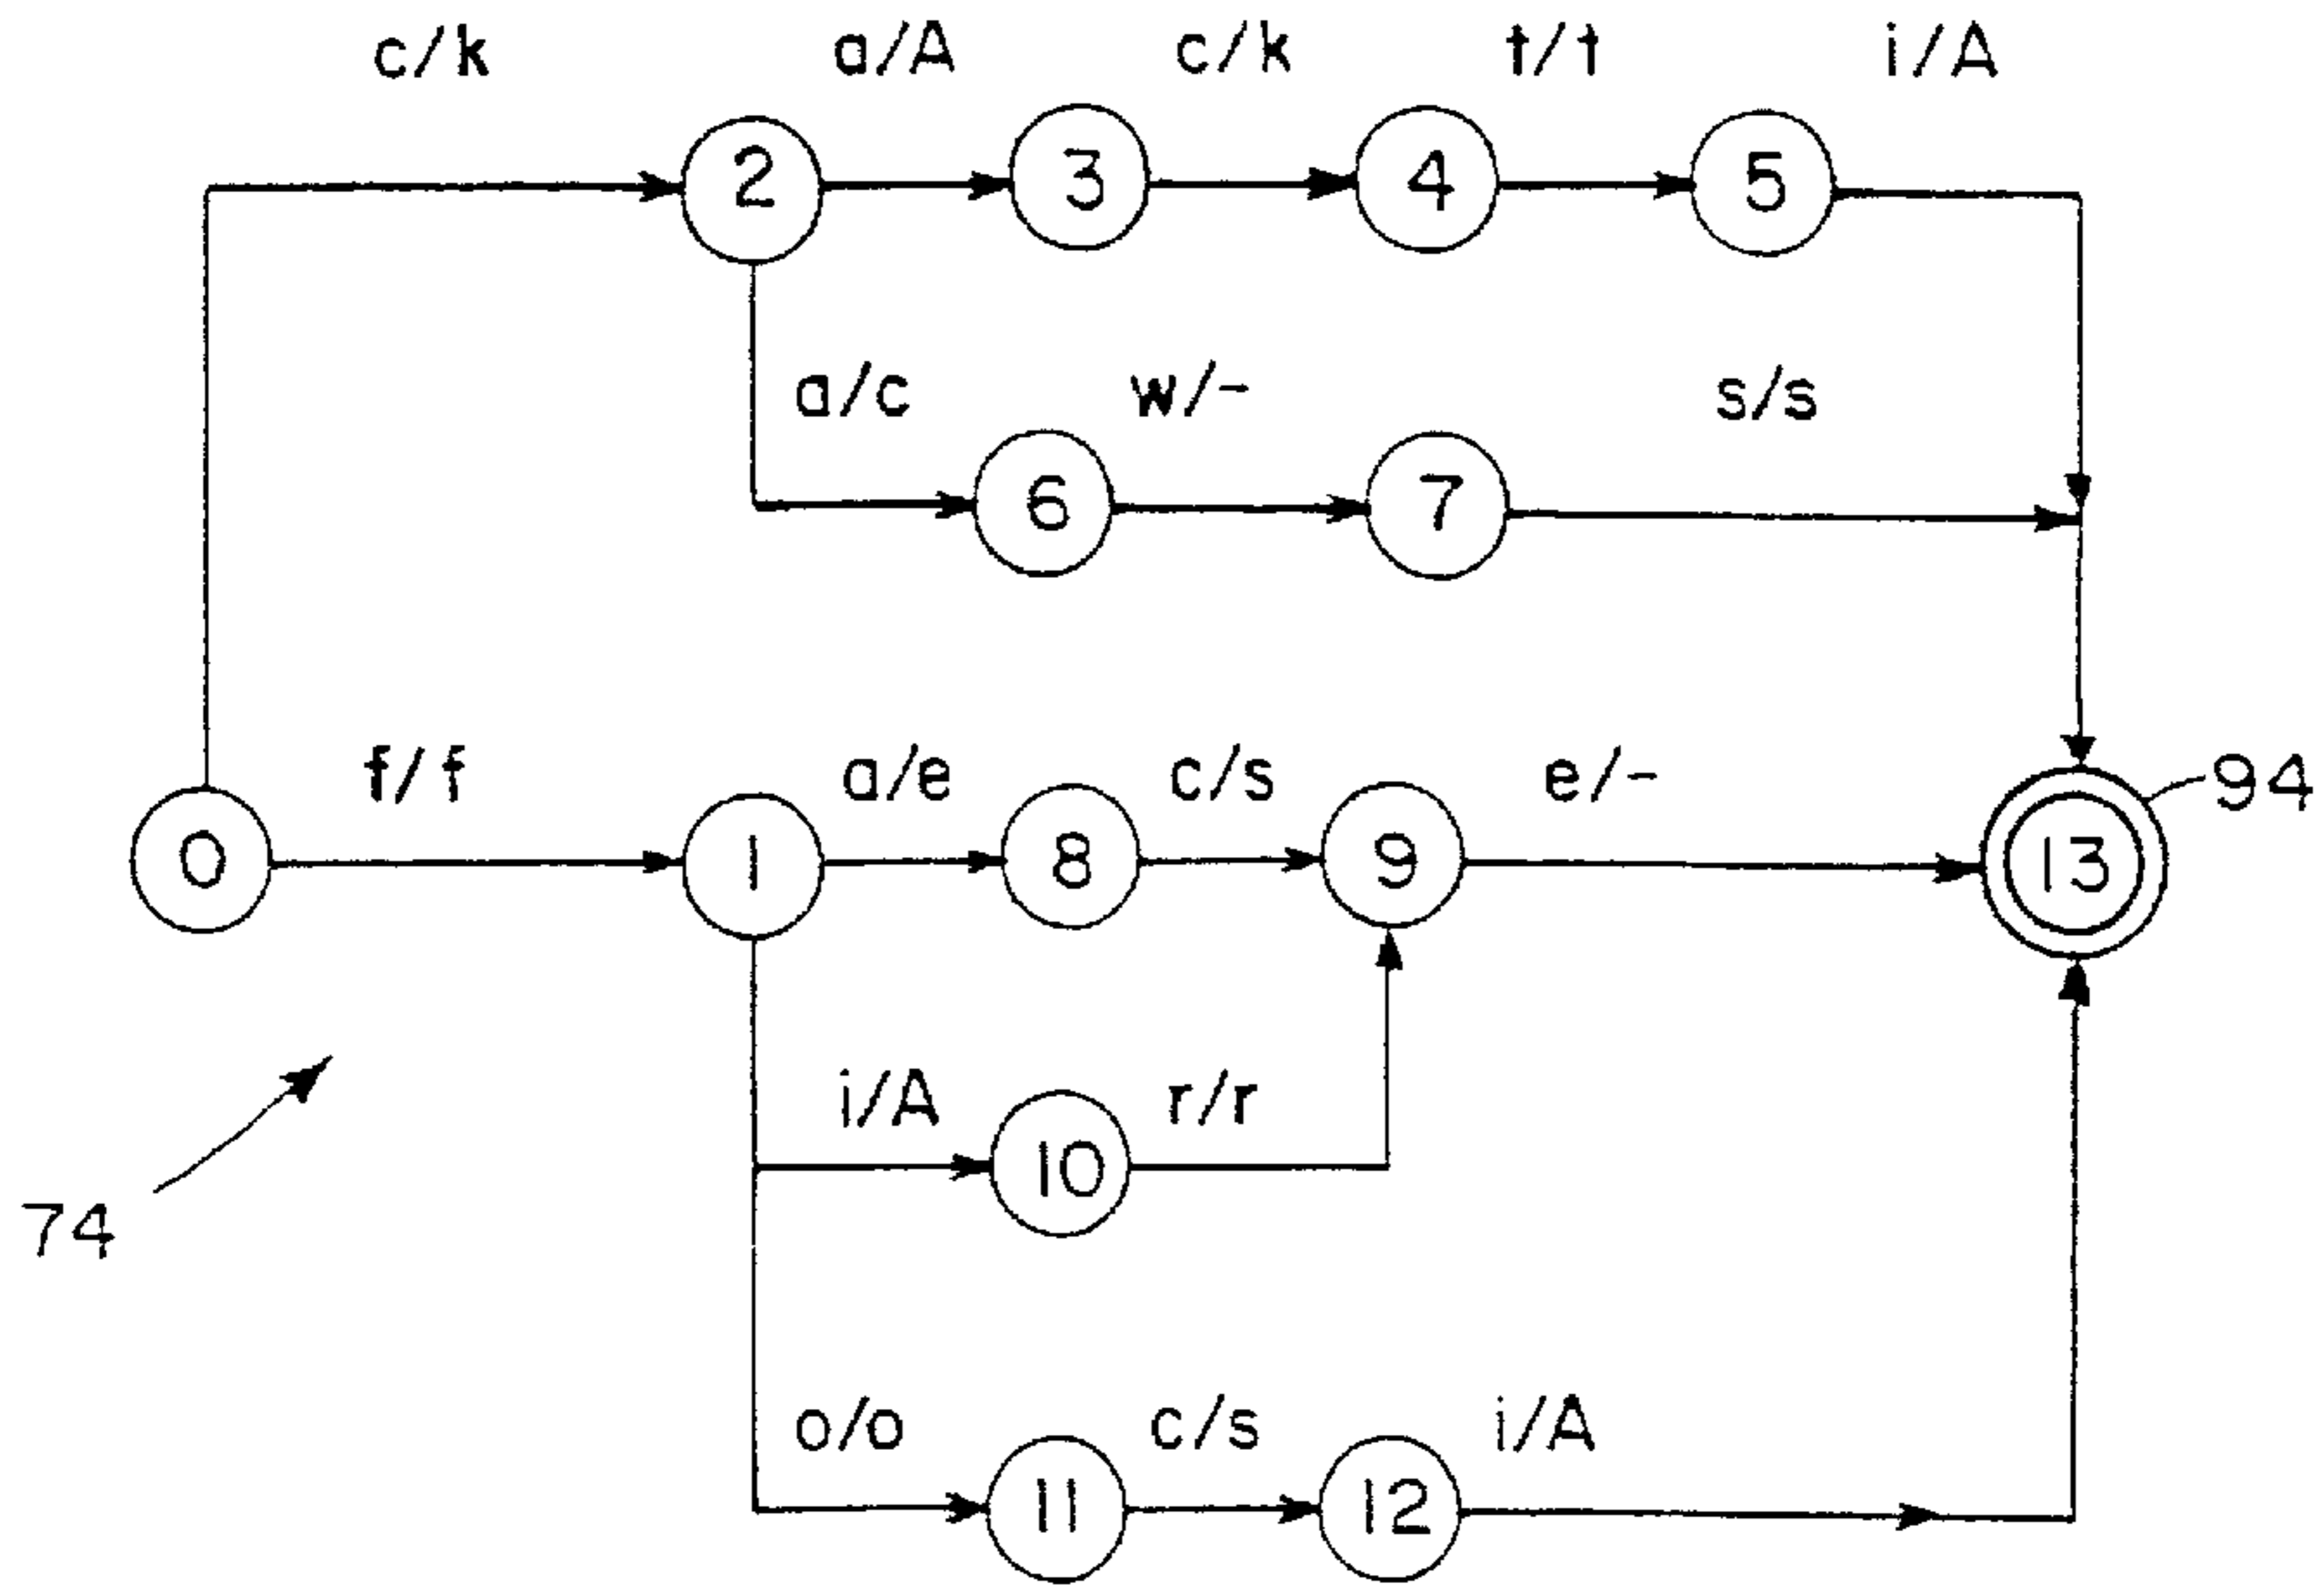 c/k a/A c/k t/t i/A
2 3 4 5
a/c w/- s/s
6 7
f/f a/e c/s e/- 94
0 1 8 9 13
i/A r/r
10
74
o/o c/s i/A
11 12